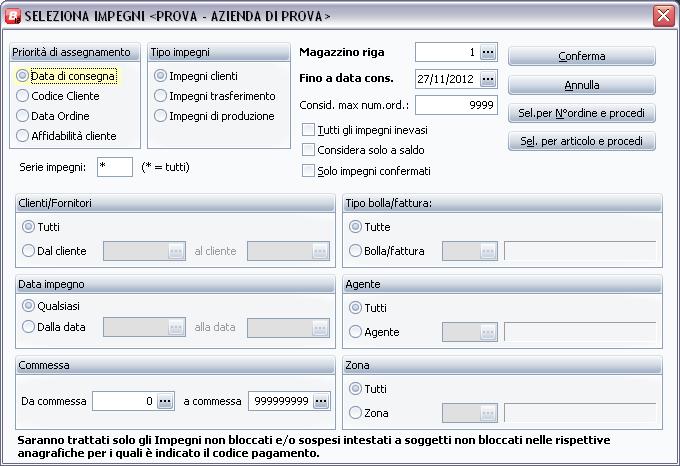 SELEZIONA IMPEGNI <PROVA - AZIENDA DI PROVA>
Priorità di assegnamento
Data di consegna
Codice Cliente
Data Ordine
Affidabilità cliente
Tipo impegni
Impegni clienti
Impegni trasferimento
Impegni di produzione
Serie impegni: * (* = tutti)
Magazzino riga 1 ...
Fino a data cons. 27/11/2012 ...
Consid. max num.ord.: 9999
Tutti gli impegni inevasi
Considera solo a saldo
Solo impegni confermati
Conferma
Annulla
Sel.per N°ordine e procedi
Sel. per articolo e procedi
Clienti/Fornitori
Tutti
Dal cliente ... al cliente ...
Tipo bolla/fattura:
Tutte
Bolla/fattura ...
Data impegno
Qualsiasi
Dalla data ... alla data ...
Agente
Tutti
Agente ...
Commessa
Da commessa 0 ... a commessa 999999999 ...
Zona
Tutti
Zona ...
Saranno trattati solo gli Impegni non bloccati e/o sospesi intestati a soggetti non bloccati nelle rispettive
anagrafiche per i quali è indicato il codice pagamento.